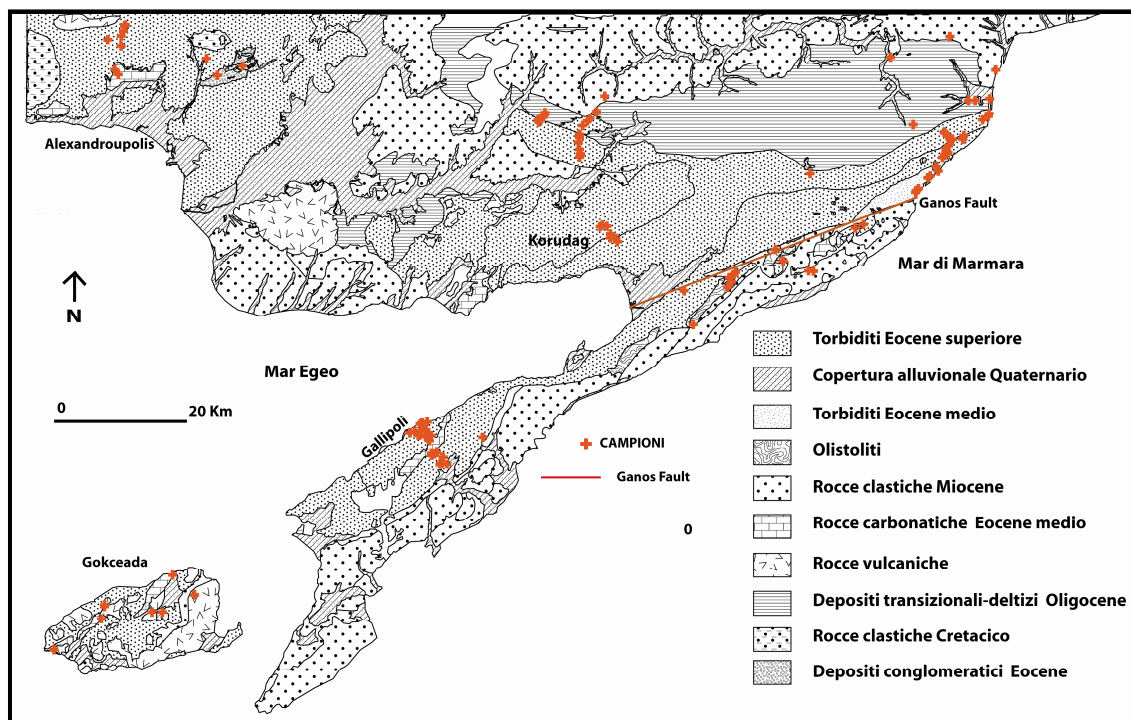 Alexandroupolis
Korudag
Ganos Fault
Mar di Marmara
N
Mar Egeo
0
20 Km
Gallipoli
CAMPIONI
Ganos Fault
0
Gokceada
Torbiditi Eocene superiore
Copertura alluvionale Quaternario
Torbiditi Eocene medio
Olistoliti
Rocce clastiche Miocene
Rocce carbonatiche Eocene medio
Rocce vulcaniche
Depositi transizionali-deltizi Oligocene
Rocce clastiche Cretacico
Depositi conglomeratici Eocene